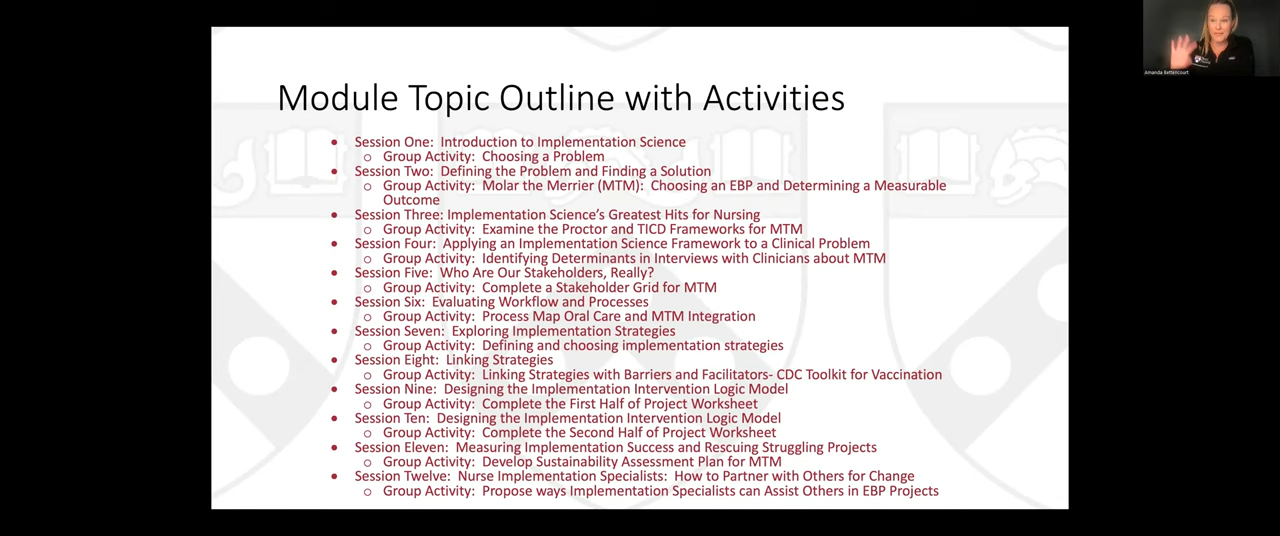 Amanda Bettencourt
Module Topic Outline with Activities
• Session One: Introduction to Implementation Science
o Group Activity: Choosing a Problem
• Session Two: Defining the Problem and Finding a Solution
o Group Activity: Molar the Merrier (MTM): Choosing an EBP and Determining a Measurable
Outcome
• Session Three: Implementation Science's Greatest Hits for Nursing
o Group Activity: Examine the Proctor and TICD Frameworks for MTM
• Session Four: Applying an Implementation Science Framework to a Clinical Problem
o Group Activity: Identifying Determinants in Interviews with Clinicians about MTM
• Session Five: Who Are Our Stakeholders, Really?
o Group Activity: Complete a Stakeholder Grid for MTM
• Session Six: Evaluating Workflow and Processes
o Group Activity: Process Map Oral Care and MTM Integration
• Session Seven: Exploring Implementation Strategies
o Group Activity: Defining and choosing implementation strategies
• Session Eight: Linking Strategies
o Group Activity: Linking Strategies with Barriers and Facilitators- CDC Toolkit for Vaccination
• Session Nine: Designing the Implementation Intervention Logic Model
o Group Activity: Complete the First Half of Project Worksheet
• Session Ten: Designing the Implementation Intervention Logic Model
o Group Activity: Complete the Second Half of Project Worksheet
• Session Eleven: Measuring Implementation Success and Rescuing Struggling Projects
o Group Activity: Develop Sustainability Assessment Plan for MTM
• Session Twelve: Nurse Implementation Specialists: How to Partner with Others for Change
o Group Activity: Propose ways Implementation Specialists can Assist Others in EBP Projects